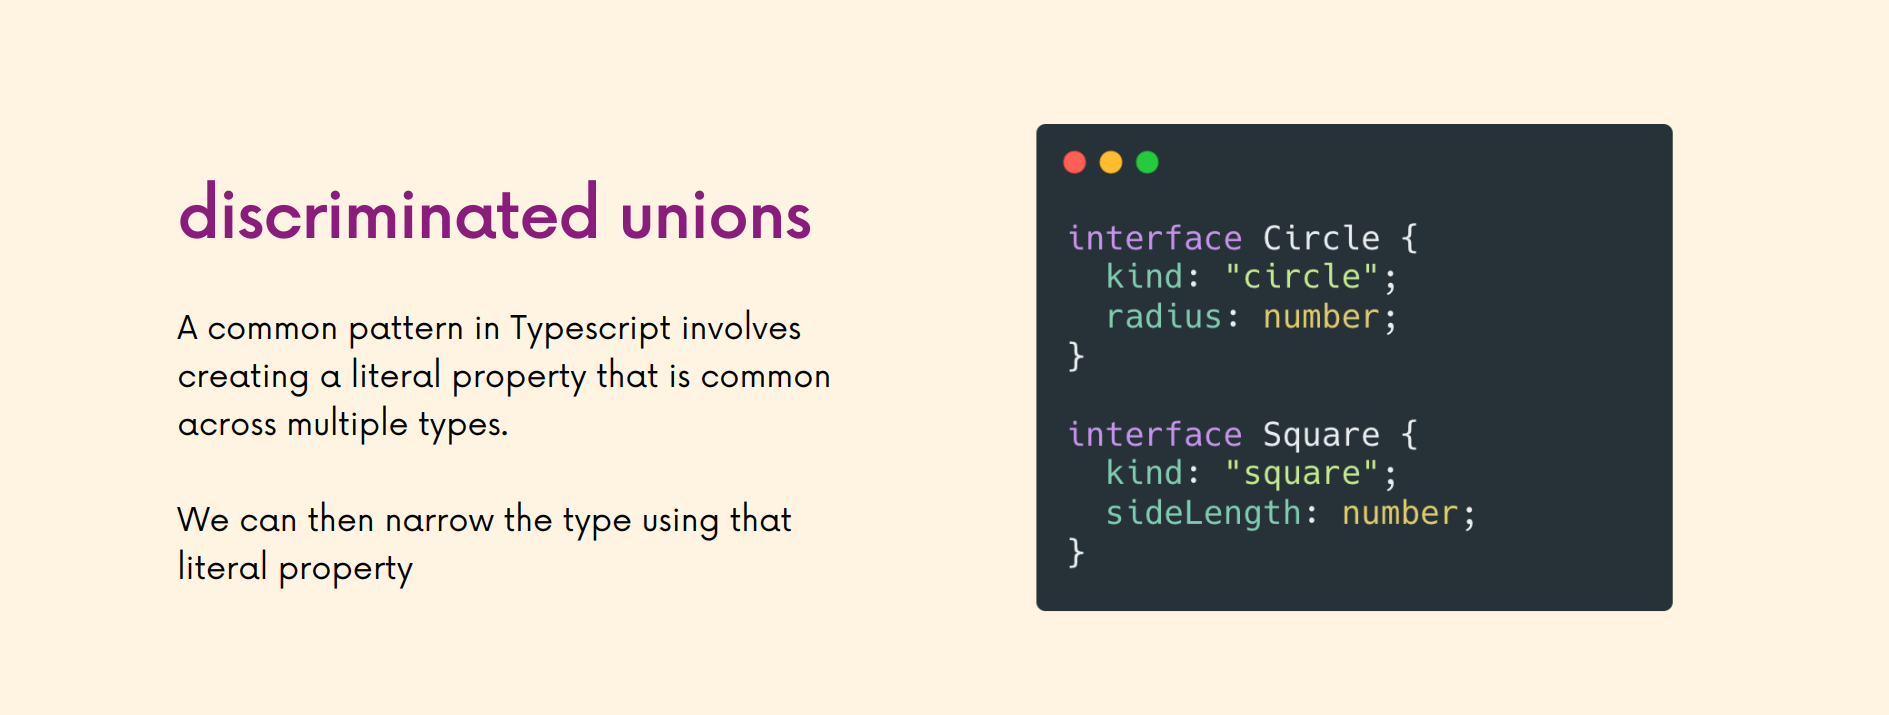 discriminated unions
A common pattern in Typescript involves
creating a literal property that is common
across multiple types.
We can then narrow the type using that
literal property
interface Circle {
  kind: "circle";
  radius: number;
}
interface Square {
  kind: "square";
  sideLength: number;
}